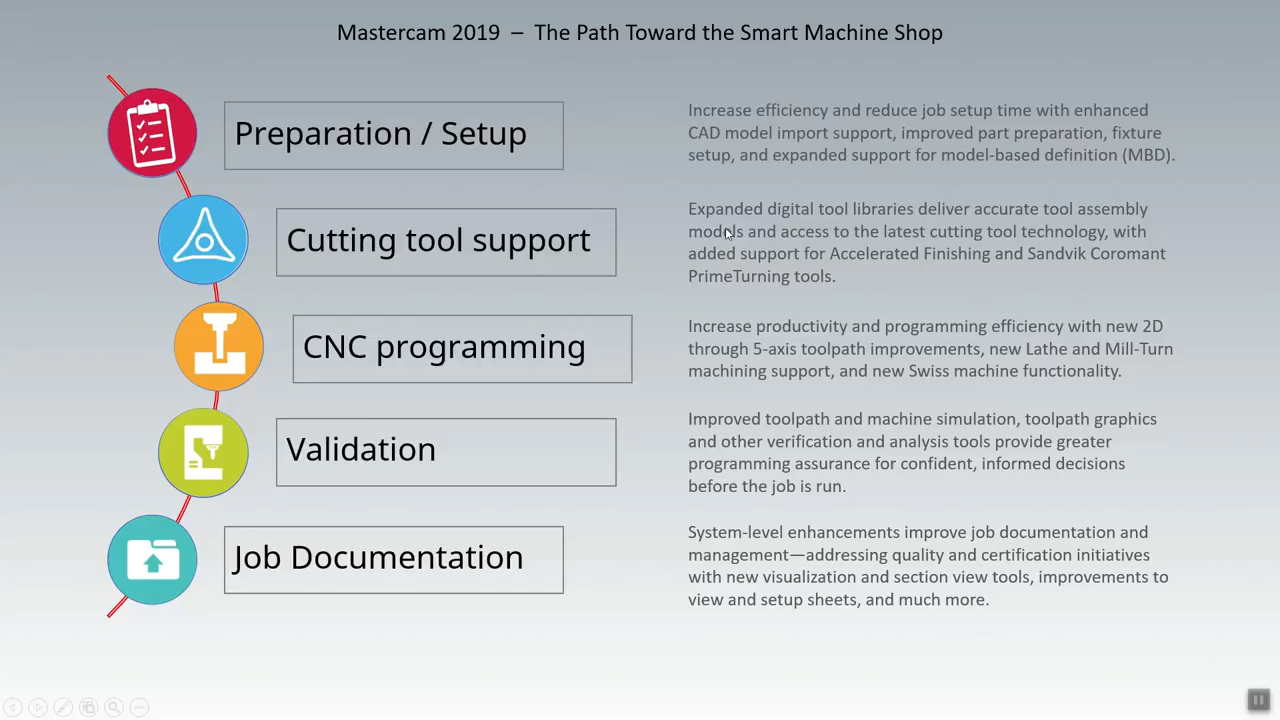 Mastercam 2019 – The Path Toward the Smart Machine Shop
Preparation / Setup
Increase efficiency and reduce job setup time with enhanced
CAD model import support, improved part preparation, fixture
setup, and expanded support for model-based definition (MBD).
Cutting tool support
Expanded digital tool libraries deliver accurate tool assembly
models and access to the latest cutting tool technology, with
added support for Accelerated Finishing and Sandvik Coromant
PrimeTurning tools.
CNC programming
Increase productivity and programming efficiency with new 2D
through 5-axis toolpath improvements, new Lathe and Mill-Turn
machining support, and new Swiss machine functionality.
Validation
Improved toolpath and machine simulation, toolpath graphics
and other verification and analysis tools provide greater
programming assurance for confident, informed decisions
before the job is run.
Job Documentation
System-level enhancements improve job documentation and
management—addressing quality and certification initiatives
with new visualization and section view tools, improvements to
view and setup sheets, and much more.